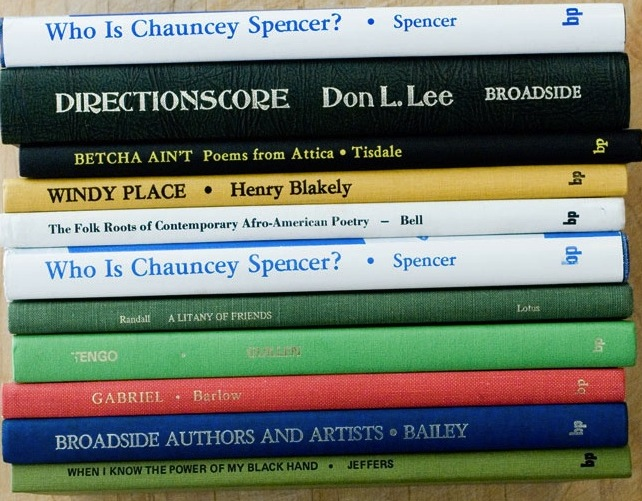 Who Is Chauncey Spencer? • Spencer bp
DIRECTIONSCORE Don L. Lee BROADSIDE
BETCHA AIN'T Poems from Attica • Tisdale bp
WINDY PLACE • Henry Blakely bp
The Folk Roots of Contemporary Afro-American Poetry — Bell bp
Who Is Chauncey Spencer? • Spencer bp
Randall A LITANY OF FRIENDS Lotus
TENGO • GUILLEN bp
GABRIEL • Barlow bp
BROADSIDE AUTHORS AND ARTISTS • BAILEY bp
WHEN I KNOW THE POWER OF MY BLACK HAND • JEFFERS bp